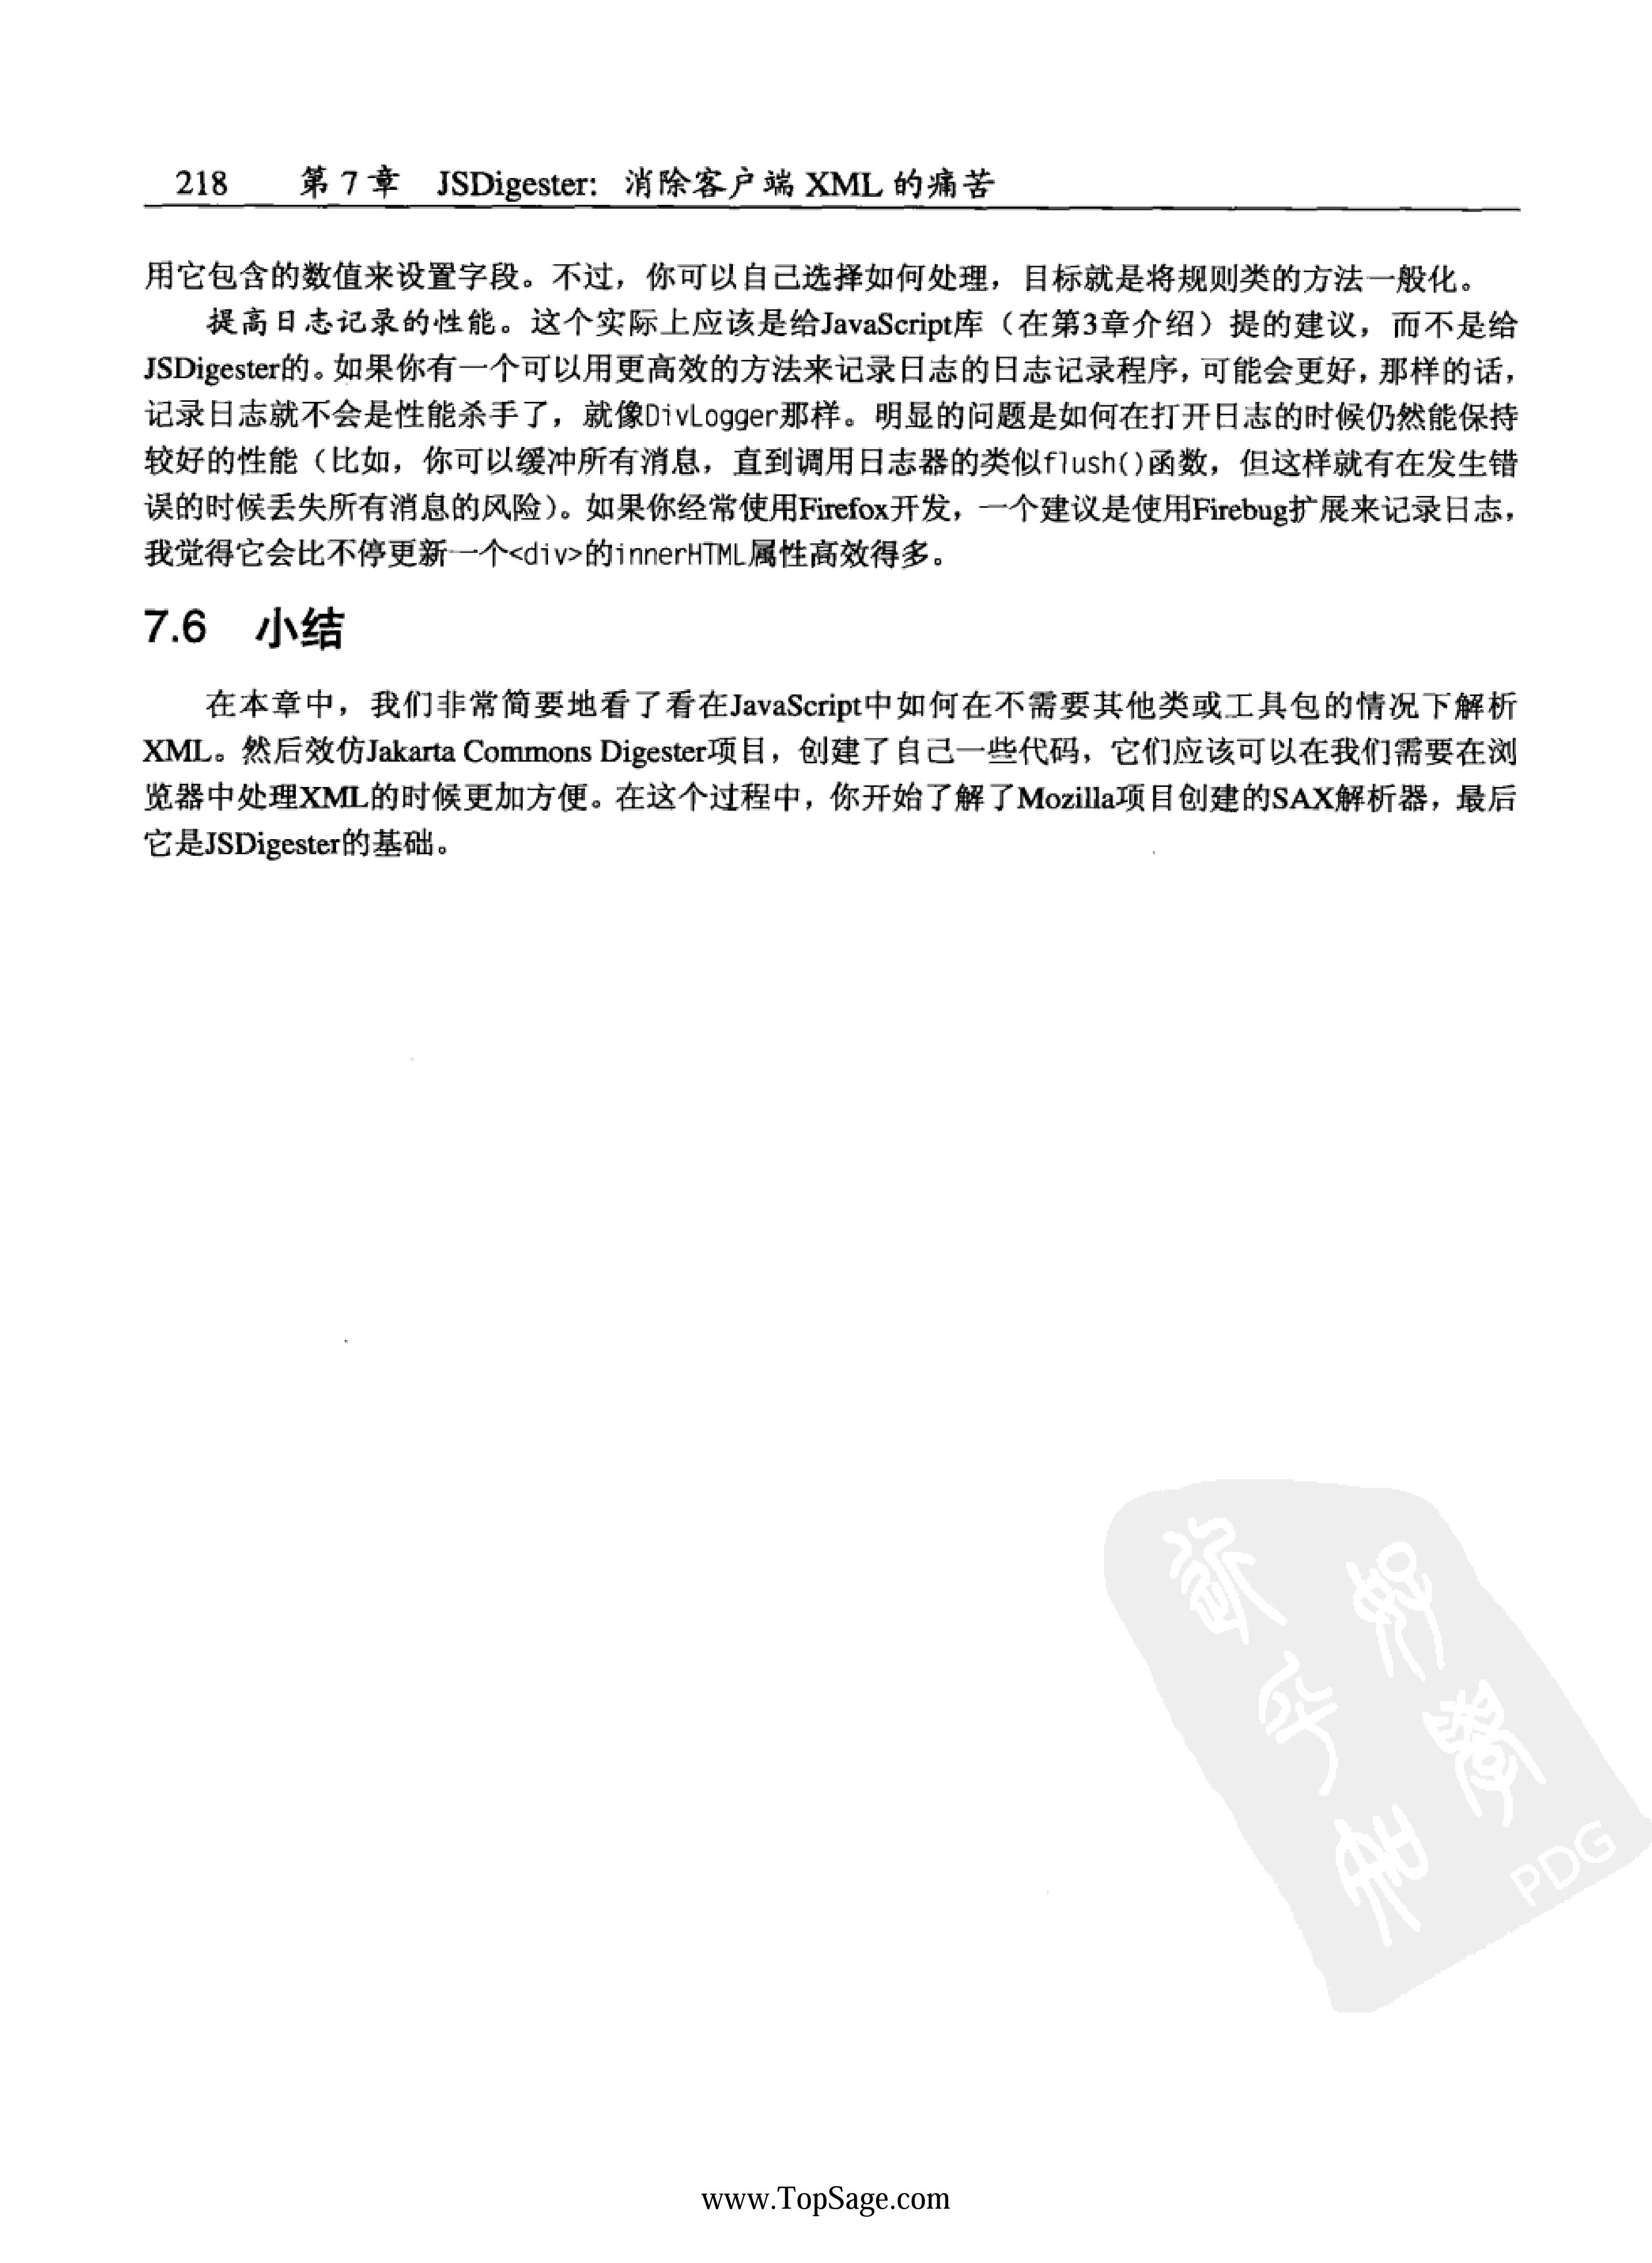 218 第 7 章 JSDigester: 消除客户端 XML 的痛苦
用它包含的数值来设置字段。不过，你可以自己选择如何处理，目标就是将规则类的方法一般化。
提高日志记录的性能。这个实际上应该是给JavaScript库（在第3章介绍）提的建议，而不是给
JSDigester的。如果你有一个可以用更高效的方法来记录日志的日志记录程序，可能会更好，那样的话，
记录日志就不会是性能杀手了，就像DivLogger那样。明显的问题是如何在打开日志的时候仍然能保持
较好的性能（比如，你可以缓冲所有消息，直到调用日志器的类似flush()函数，但这样就有在发生错
误的时候丢失所有消息的风险）。如果你经常使用Firefox开发，一个建议是使用Firebug扩展来记录日志，
我觉得它会比不停更新一个<div>的innerHTML属性高效得多。
7.6 小结
在本章中，我们非常简要地看了看在JavaScript中如何在不需要其他类或工具包的情况下解析
XML。然后效仿Jakarta Commons Digester项目，创建了自己一些代码，它们应该可以在我们需要在浏
览器中处理XML的时候更加方便。在这个过程中，你开始了解了Mozilla项目创建的SAX解析器，最后
它是JSDigester的基础。
PDG
www.TopSage.com